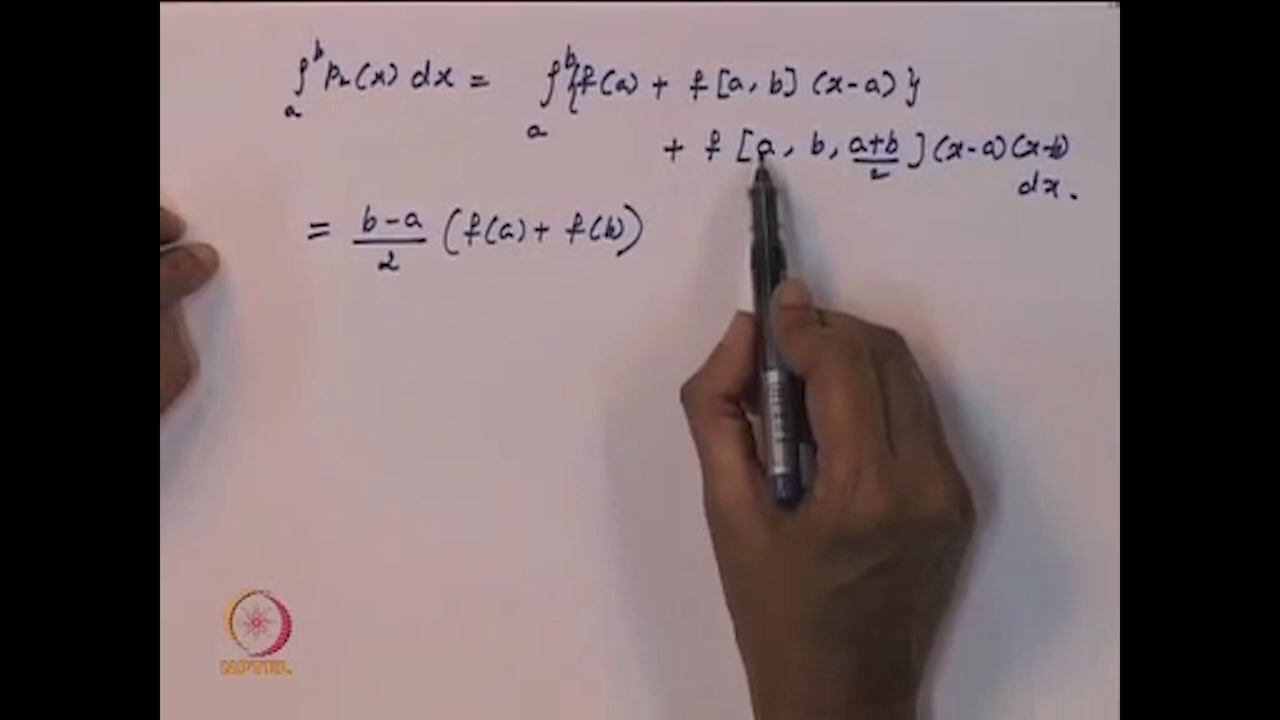 ∫_a^b p₂(x) dx = ∫_a^b {f(a) + f[a, b] (x-a)}
+ f[a, b, (a+b)/2] (x-a)(x-b) dx.
= (b-a)/2 (f(a) + f(b))
NPTEL